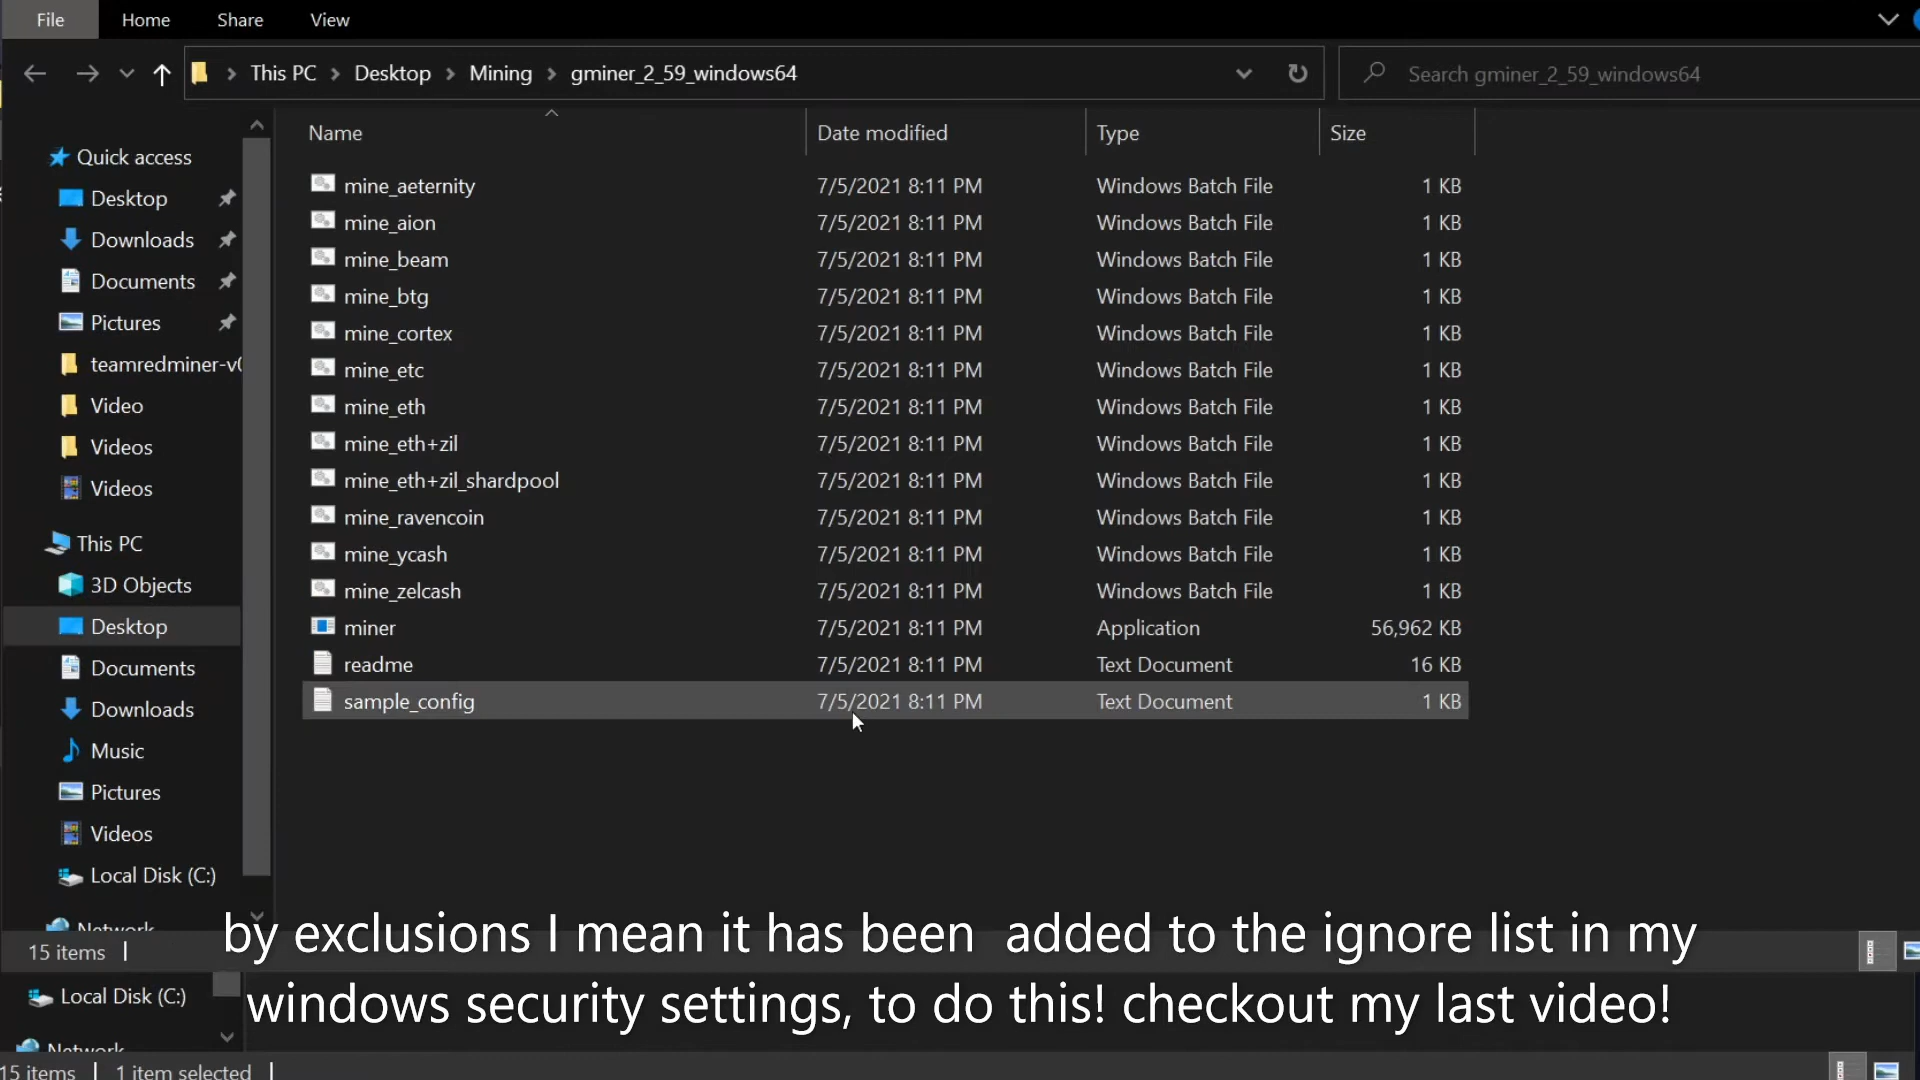 File Home Share View
This PC Desktop Mining gminer_2_59_windows64 Search gminer_2_59_windows64
Name Date modified Type Size
Quick access
Desktop
Downloads
Documents
Pictures
teamredminer-v
Video
Videos
Videos
This PC
3D Objects
Desktop
Documents
Downloads
Music
Pictures
Videos
Local Disk (C:)
Network
mine_aeternity 7/5/2021 8:11 PM Windows Batch File 1 KB
mine_aion 7/5/2021 8:11 PM Windows Batch File 1 KB
mine_beam 7/5/2021 8:11 PM Windows Batch File 1 KB
mine_btg 7/5/2021 8:11 PM Windows Batch File 1 KB
mine_cortex 7/5/2021 8:11 PM Windows Batch File 1 KB
mine_etc 7/5/2021 8:11 PM Windows Batch File 1 KB
mine_eth 7/5/2021 8:11 PM Windows Batch File 1 KB
mine_eth+zil 7/5/2021 8:11 PM Windows Batch File 1 KB
mine_eth+zil_shardpool 7/5/2021 8:11 PM Windows Batch File 1 KB
mine_ravencoin 7/5/2021 8:11 PM Windows Batch File 1 KB
mine_ycash 7/5/2021 8:11 PM Windows Batch File 1 KB
mine_zelcash 7/5/2021 8:11 PM Windows Batch File 1 KB
miner 7/5/2021 8:11 PM Application 56,962 KB
readme 7/5/2021 8:11 PM Text Document 16 KB
sample_config 7/5/2021 8:11 PM Text Document 1 KB
15 items
by exclusions I mean it has been added to the ignore list in my
windows security settings, to do this! checkout my last video!
Local Disk (C:)
Network
15 items 1 item selected